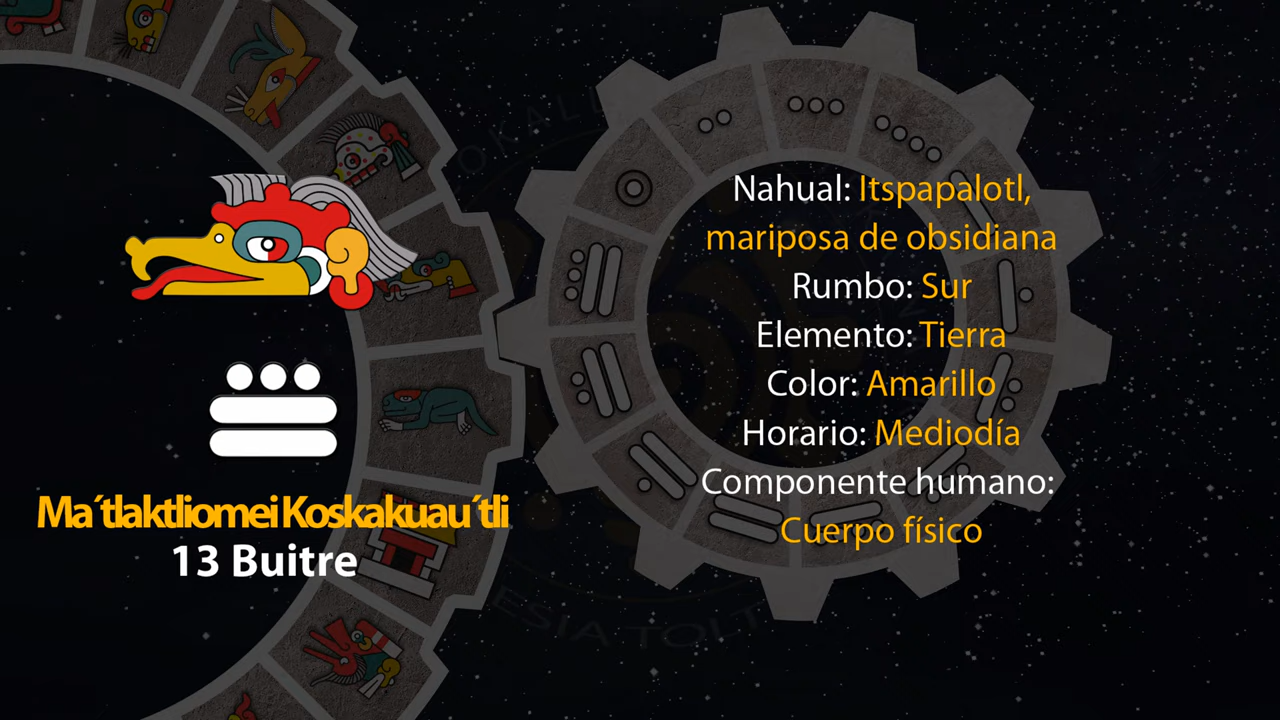 Nahual: Itspapalotl,
mariposa de obsidiana
Rumbo: Sur
Elemento: Tierra
Color: Amarillo
Horario: Mediodía
Componente humano:
Cuerpo físico
Ma´tlaktliomei Koskakuau´tli
13 Buitre